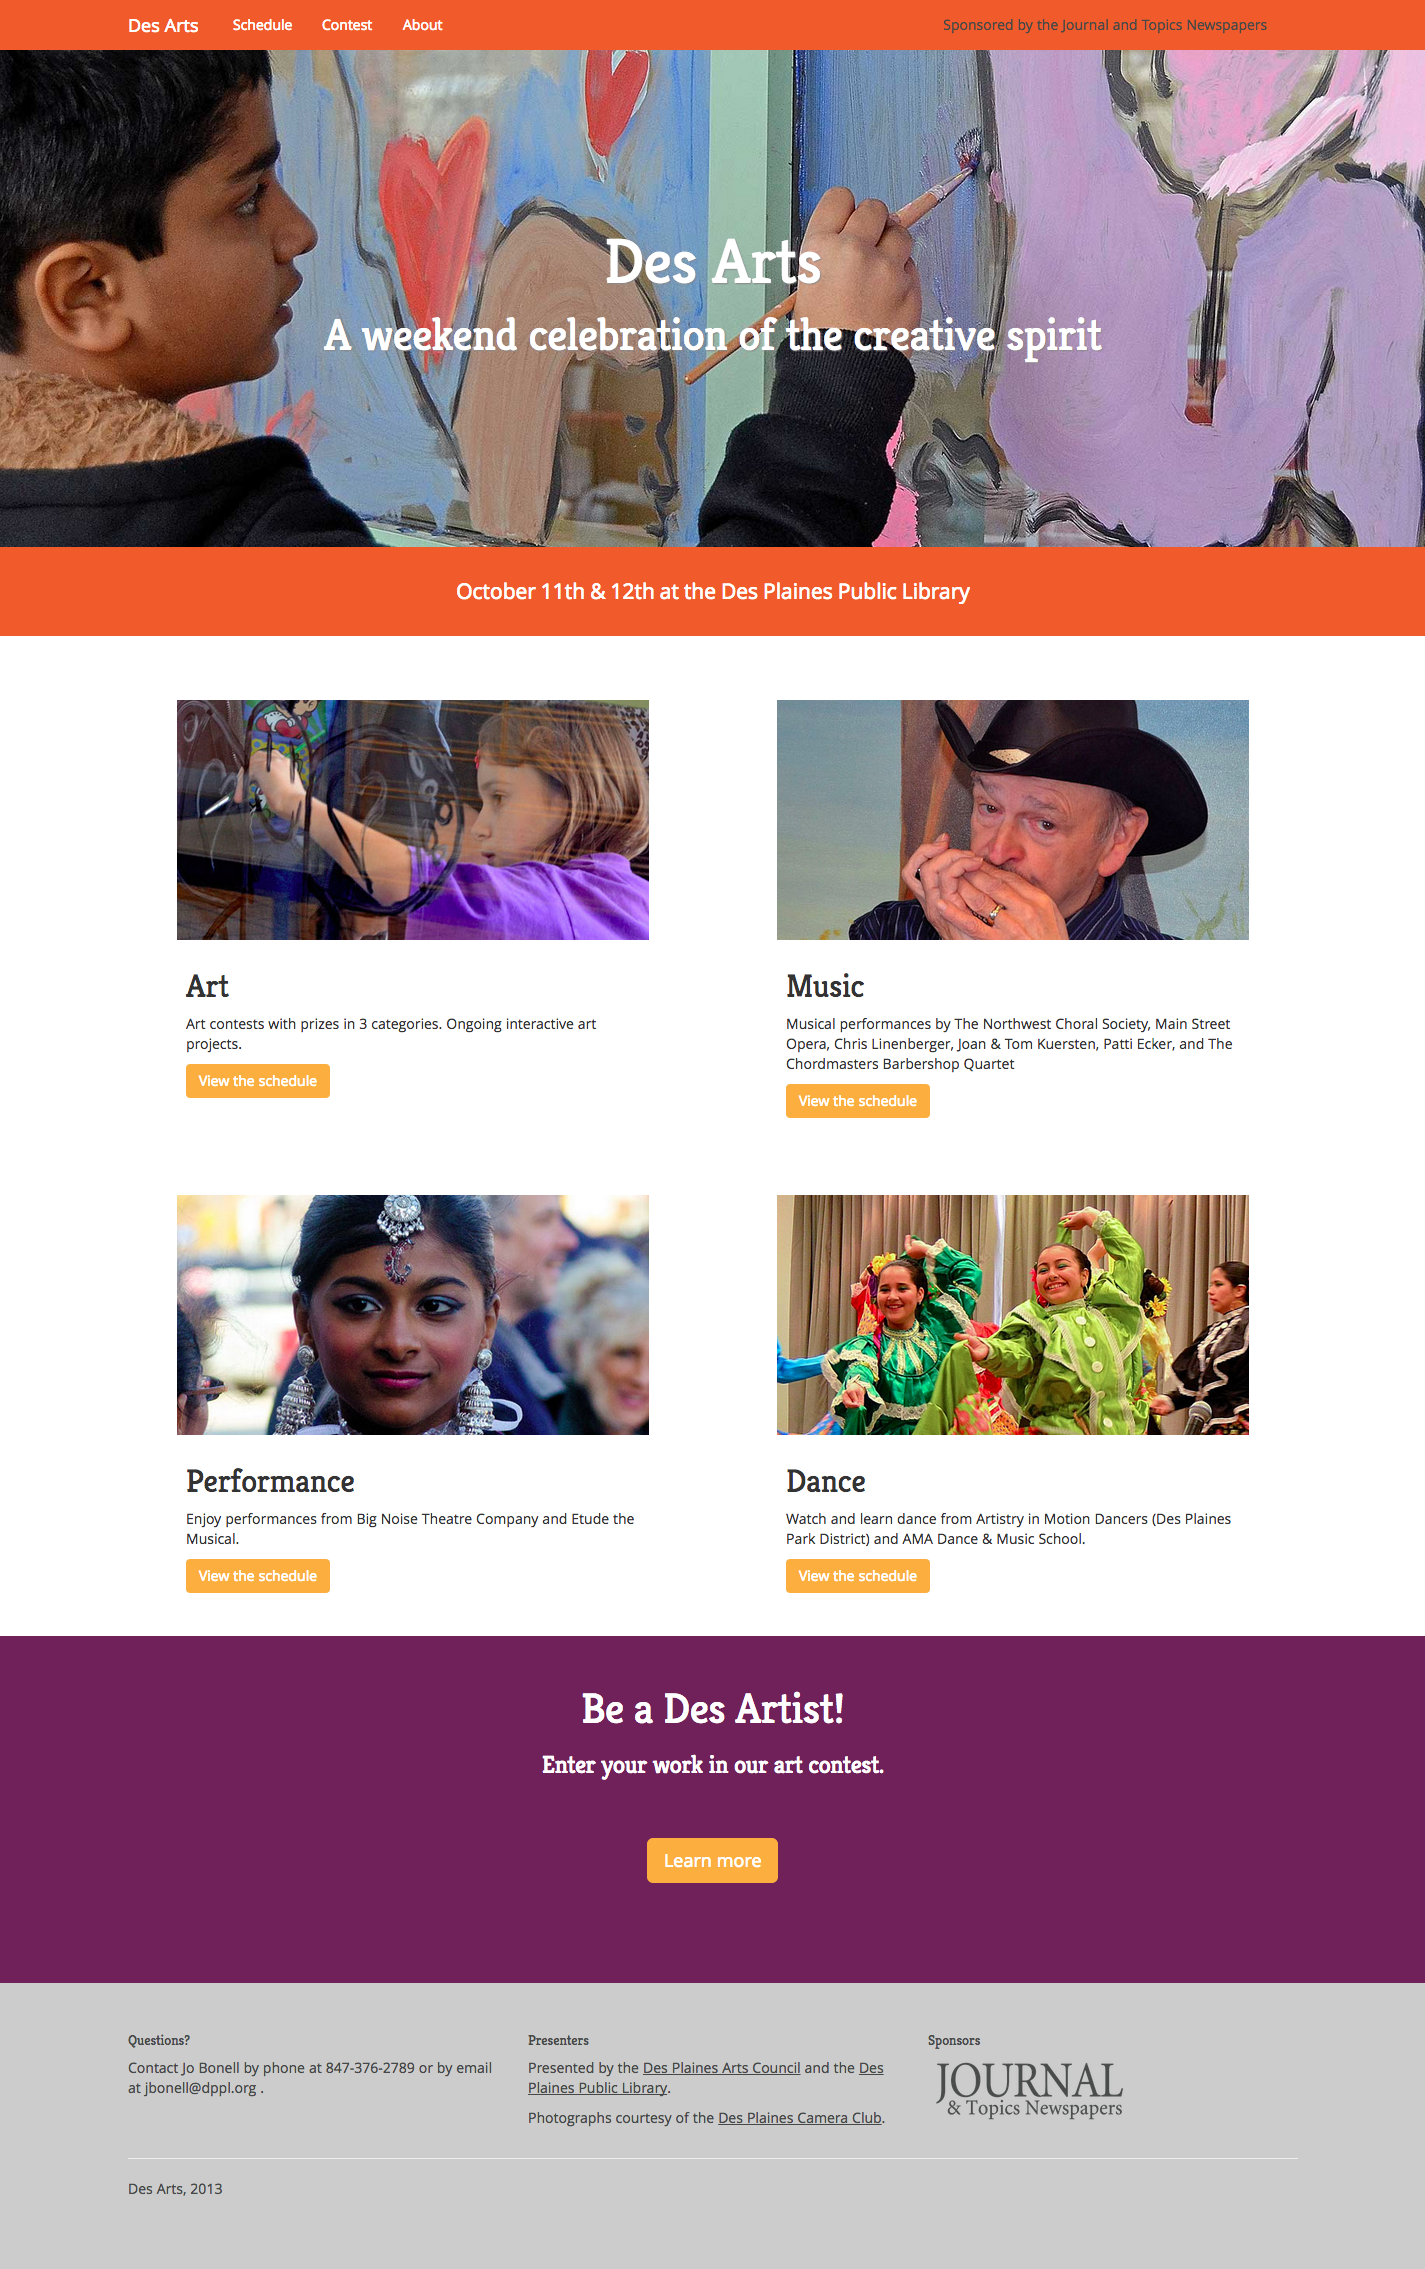 Des Arts Schedule Contest About Sponsored by the Journal and Topics Newspapers
Des Arts
A weekend celebration of the creative spirit
October 11th & 12th at the Des Plaines Public Library
Art
Art contests with prizes in 3 categories. Ongoing interactive art
projects.
View the schedule
Music
Musical performances by The Northwest Choral Society, Main Street
Opera, Chris Linenberger, Joan & Tom Kuersten, Patti Ecker, and The
Chordmasters Barbershop Quartet
View the schedule
Performance
Enjoy performances from Big Noise Theatre Company and Etude the
Musical.
View the schedule
Dance
Watch and learn dance from Artistry in Motion Dancers (Des Plaines
Park District) and AMA Dance & Music School.
View the schedule
Be a Des Artist!
Enter your work in our art contest.
Learn more
Questions?
Contact Jo Bonell by phone at 847-376-2789 or by email
at jbonell@dppl.org .
Presenters
Presented by the Des Plaines Arts Council and the Des
Plaines Public Library.
Photographs courtesy of the Des Plaines Camera Club.
Sponsors
JOURNAL
& Topics Newspapers
Des Arts, 2013